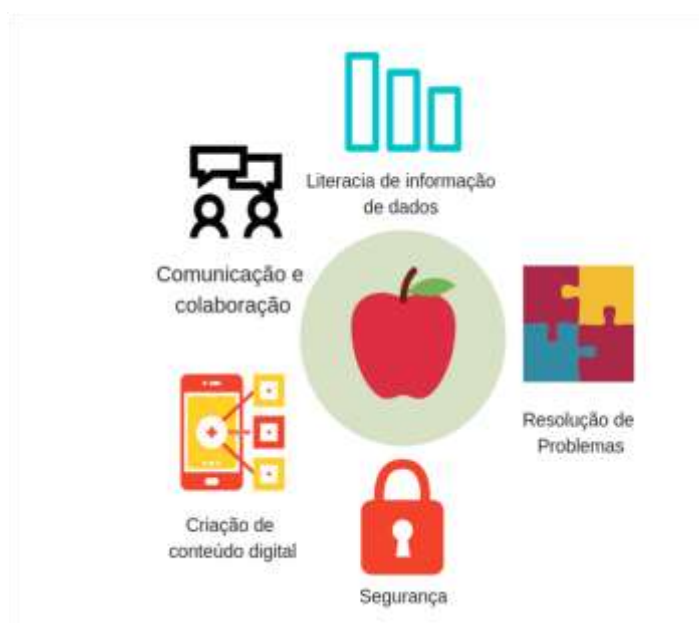 Literacia de informação
de dados
Comunicação e
colaboração
Resolução de
Problemas
Criação de
conteúdo digital
Segurança